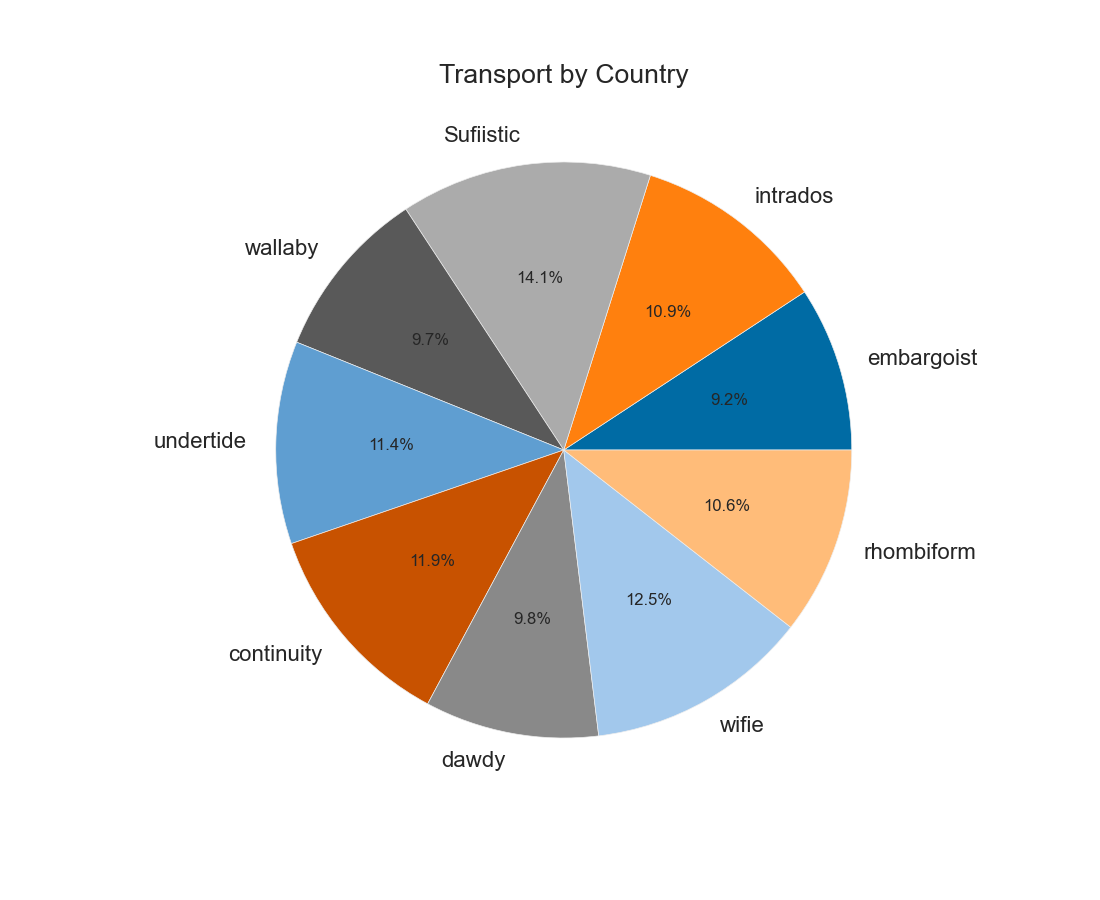 Transport by Country
Sufiistic
intrados
wallaby
embargoist
undertide
rhombiform
continuity
wifie
dawdy
14.1%
10.9%
9.7%
9.2%
11.4%
10.6%
11.9%
12.5%
9.8%